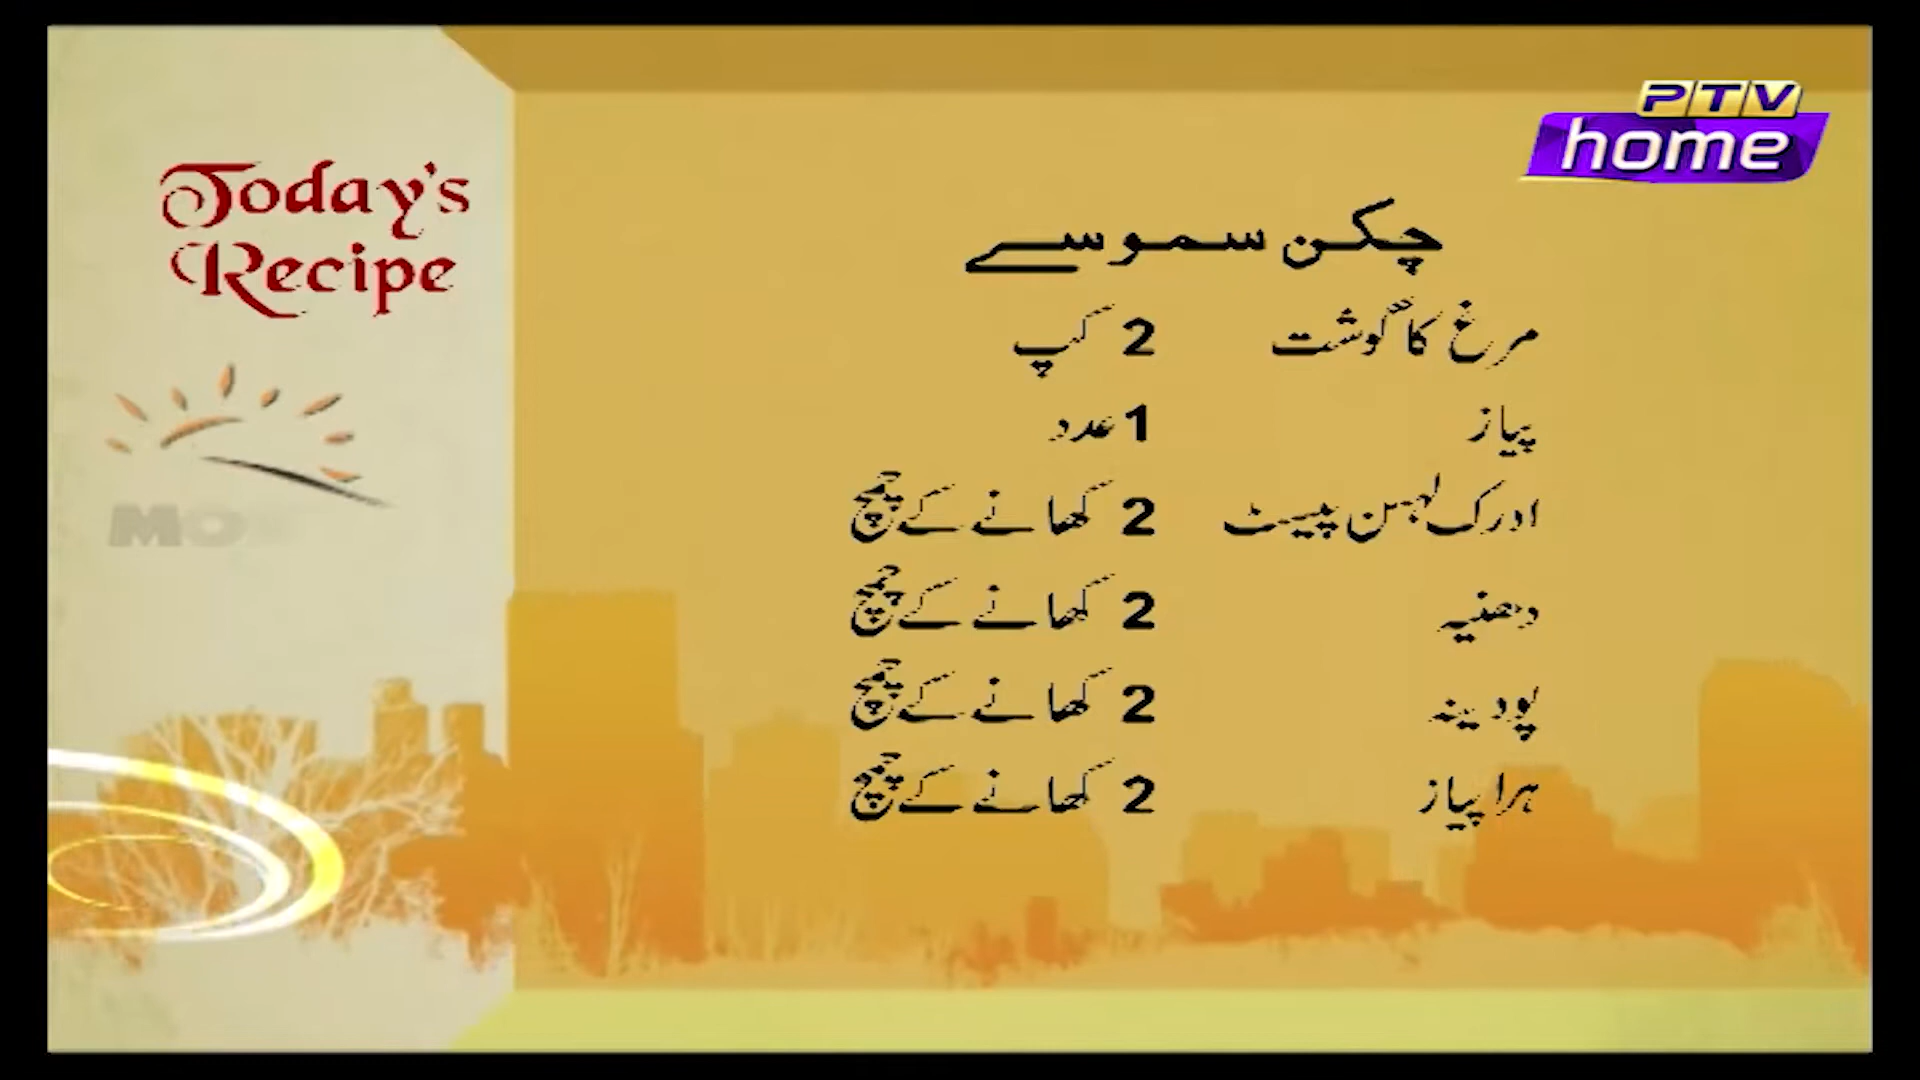 PTV
home
Today's
Recipe
MO
چکن سموسے
مرغ کا گوشت 2 کپ
پیاز 1 عدد
ادرک لہسن پیسٹ 2 کھانے کے چمچ
دھنیہ 2 کھانے کے چمچ
پودینہ 2 کھانے کے چمچ
ہرا پیاز 2 کھانے کے چمچ